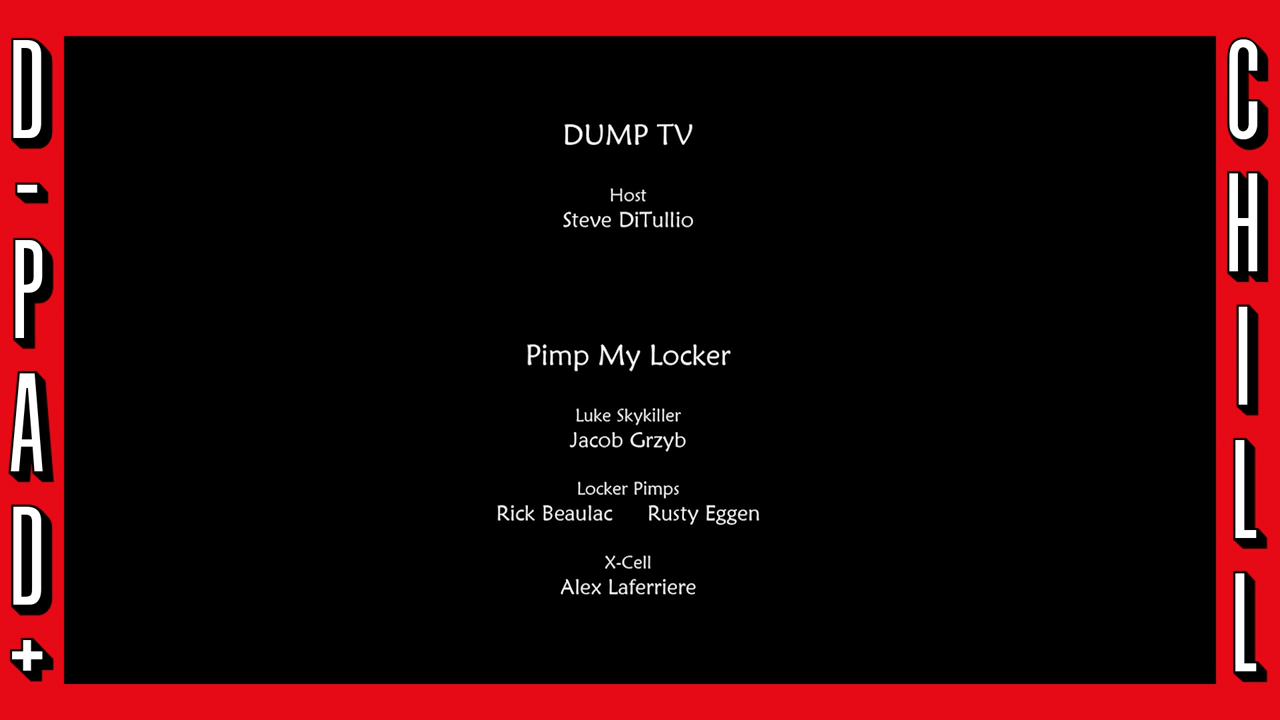 D-PAD+
DUMP TV
Host
Steve DiTullio
Pimp My Locker
Luke Skykiller
Jacob Grzyb
Locker Pimps
Rick Beaulac Rusty Eggen
X-Cell
Alex Laferriere
CHILL